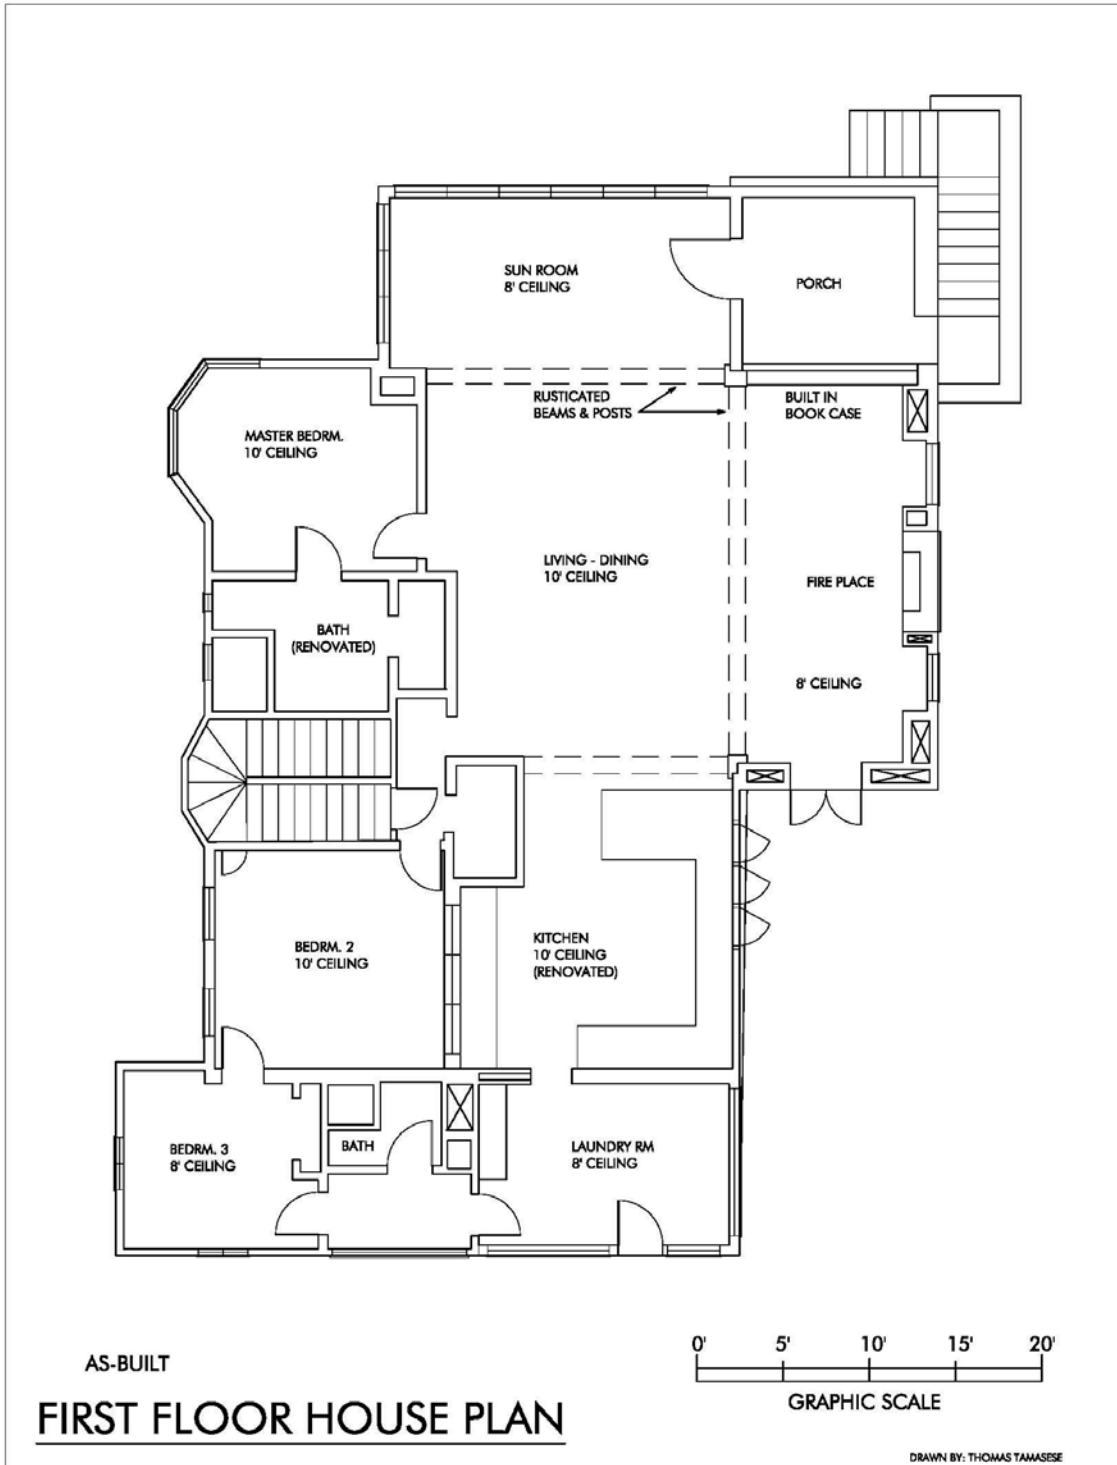 SUN ROOM
8' CEILING
PORCH
RUSTICATED
BEAMS & POSTS
BUILT IN
BOOK CASE
MASTER BEDRM.
10' CEILING
LIVING - DINING
10' CEILING
FIRE PLACE
BATH
(RENOVATED)
8' CEILING
BEDRM. 2
10' CEILING
KITCHEN
10' CEILING
(RENOVATED)
BEDRM. 3
8' CEILING
BATH
LAUNDRY RM
8' CEILING
0' 5' 10' 15' 20'
GRAPHIC SCALE
AS-BUILT
FIRST FLOOR HOUSE PLAN
DRAWN BY: THOMAS TAMASESE